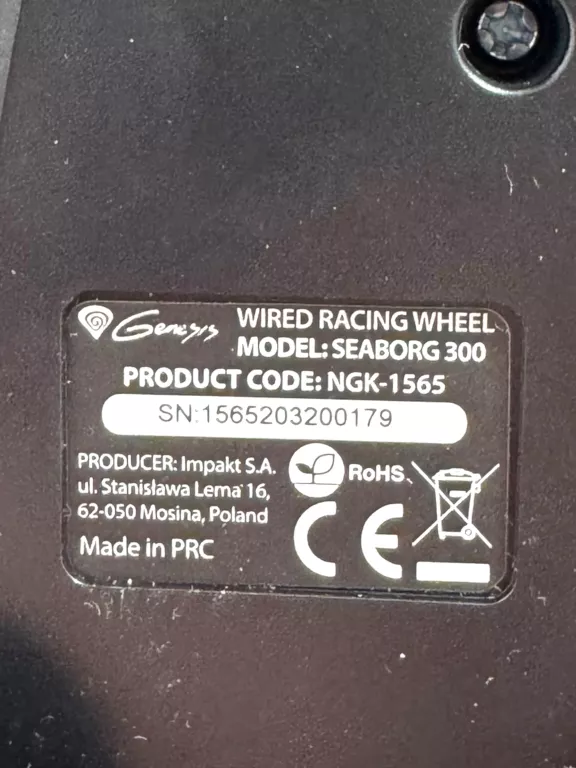 Genesis WIRED RACING WHEEL
MODEL: SEABORG 300
PRODUCT CODE: NGK-1565
SN:1565203200179
PRODUCER: Impakt S.A.
ul. Stanisława Lema 16,
62-050 Mosina, Poland
Made in PRC
RoHS
CE